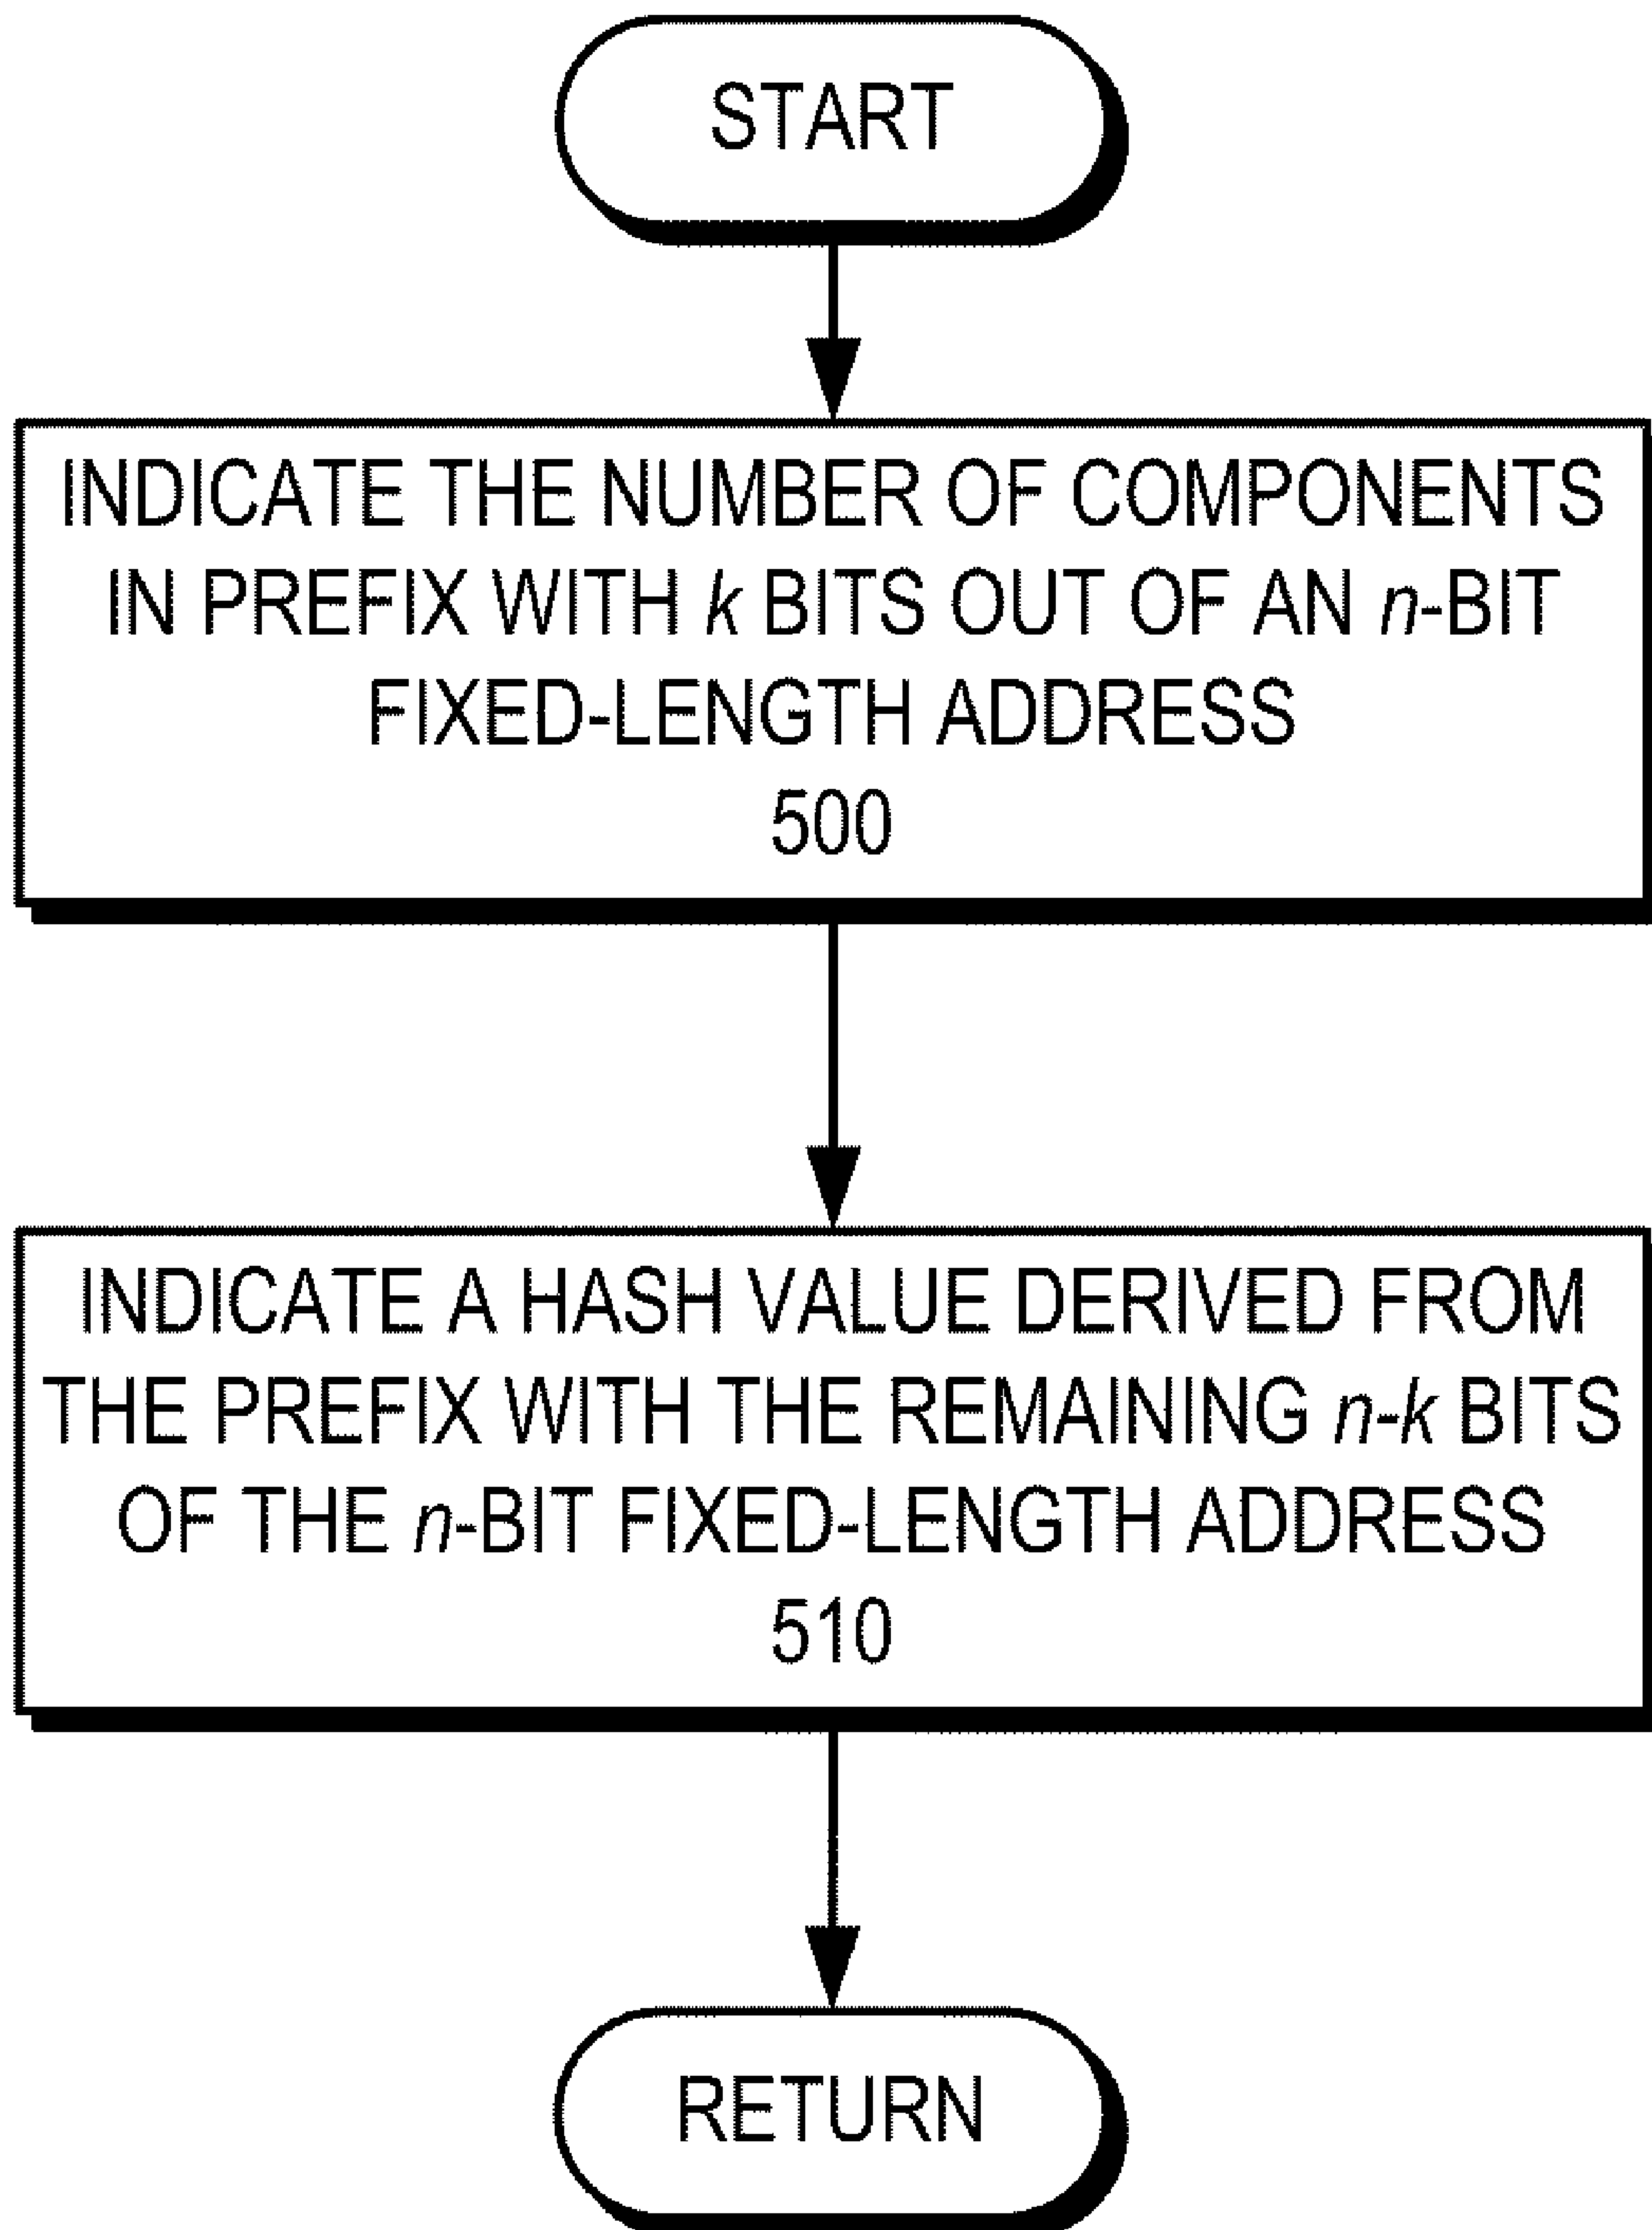 START
INDICATE THE NUMBER OF COMPONENTS
IN PREFIX WITH k BITS OUT OF AN n-BIT
FIXED-LENGTH ADDRESS
500
INDICATE A HASH VALUE DERIVED FROM
THE PREFIX WITH THE REMAINING n-k BITS
OF THE n-BIT FIXED-LENGTH ADDRESS
510
RETURN